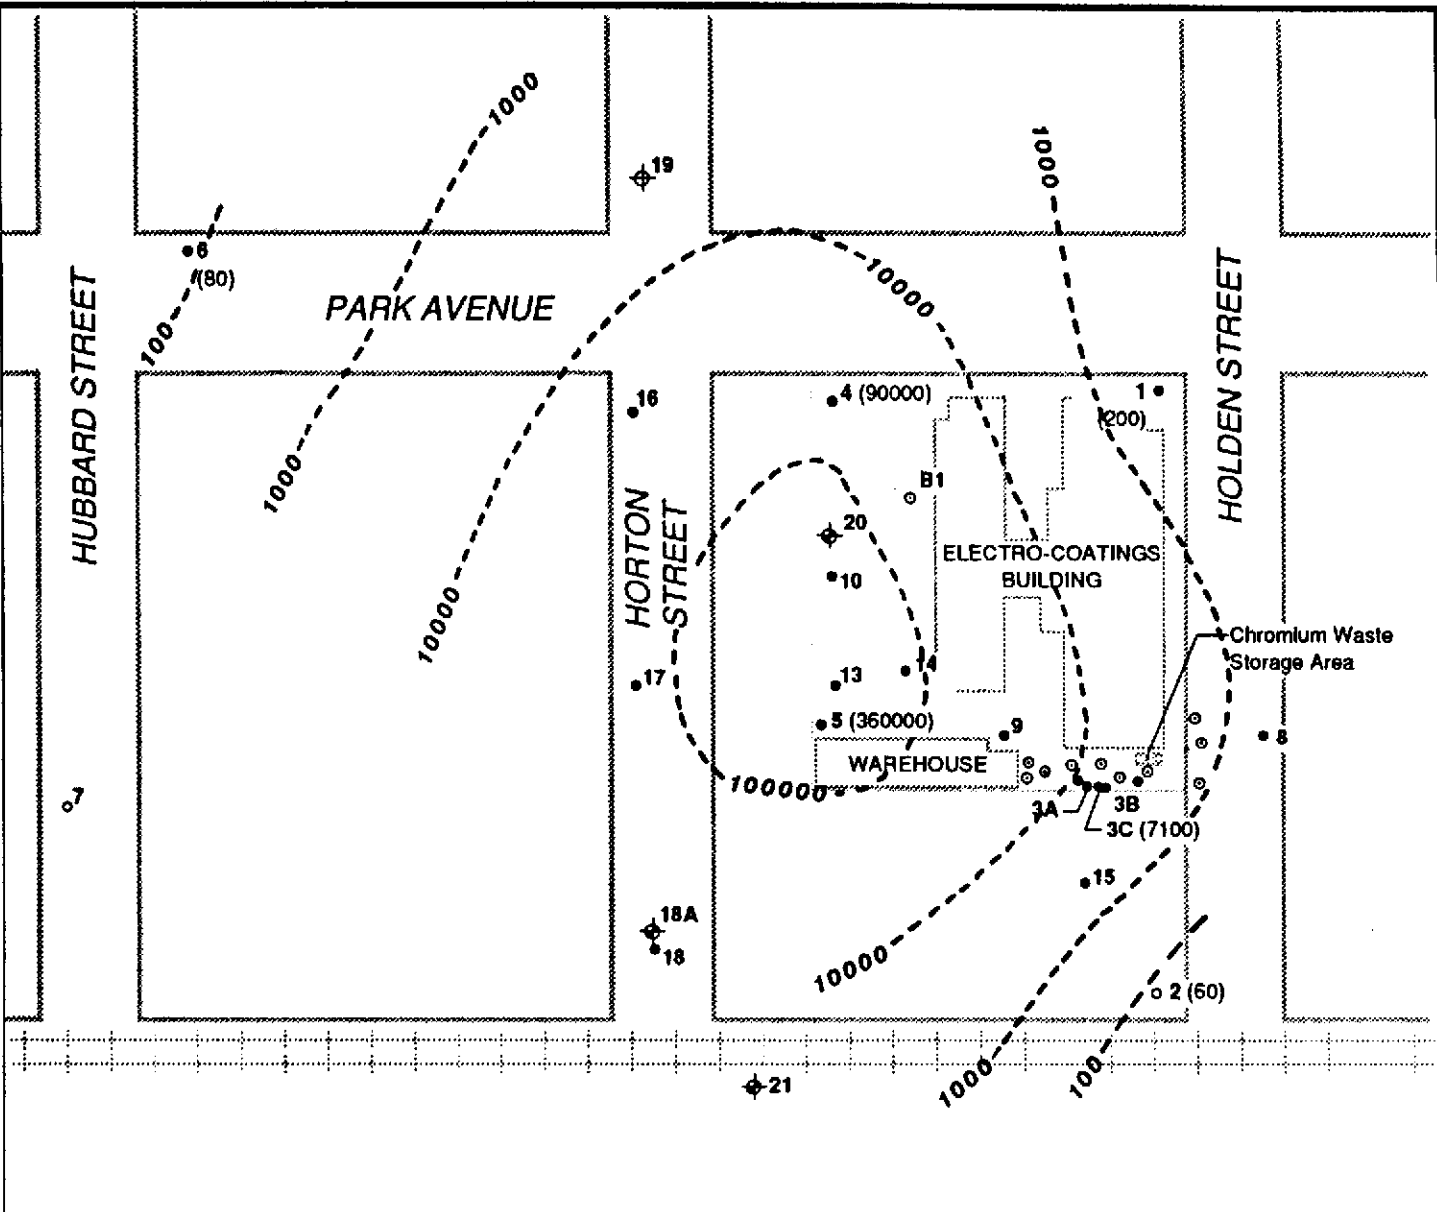 1000
1000
19
6
(80)
10000
PARK AVENUE
HUBBARD STREET
HOLDEN STREET
100
16
4 (90000)
1
(200)
1000
B1
HORTON
STREET
20
ELECTRO-COATINGS
BUILDING
10
10000
Chromium Waste
Storage Area
14
17
13
5 (360000)
9
8
WAREHOUSE
100000
7
3A
3B
3C (7100)
15
18A
18
10000
2 (60)
1000
100
21